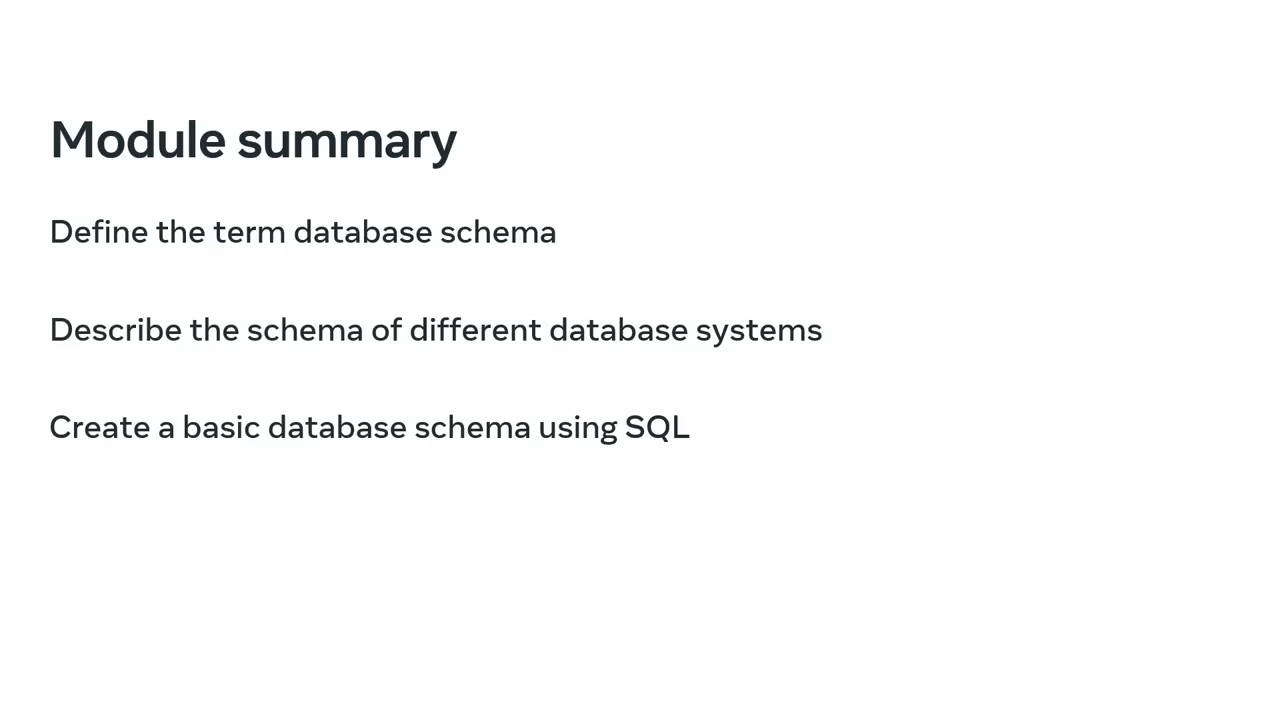 Module summary
Define the term database schema
Describe the schema of different database systems
Create a basic database schema using SQL